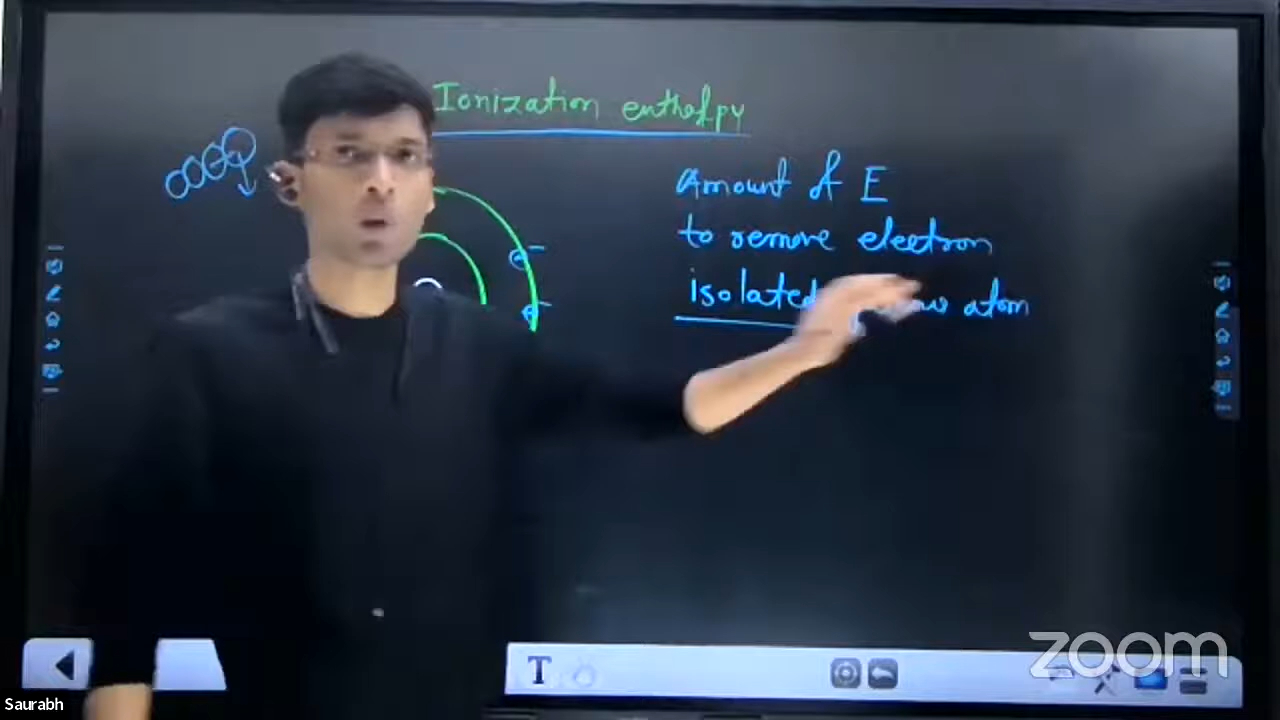 Ionization enthalpy
Amount of E
to remove electron
isolated atom
T
zoom
Saurabh